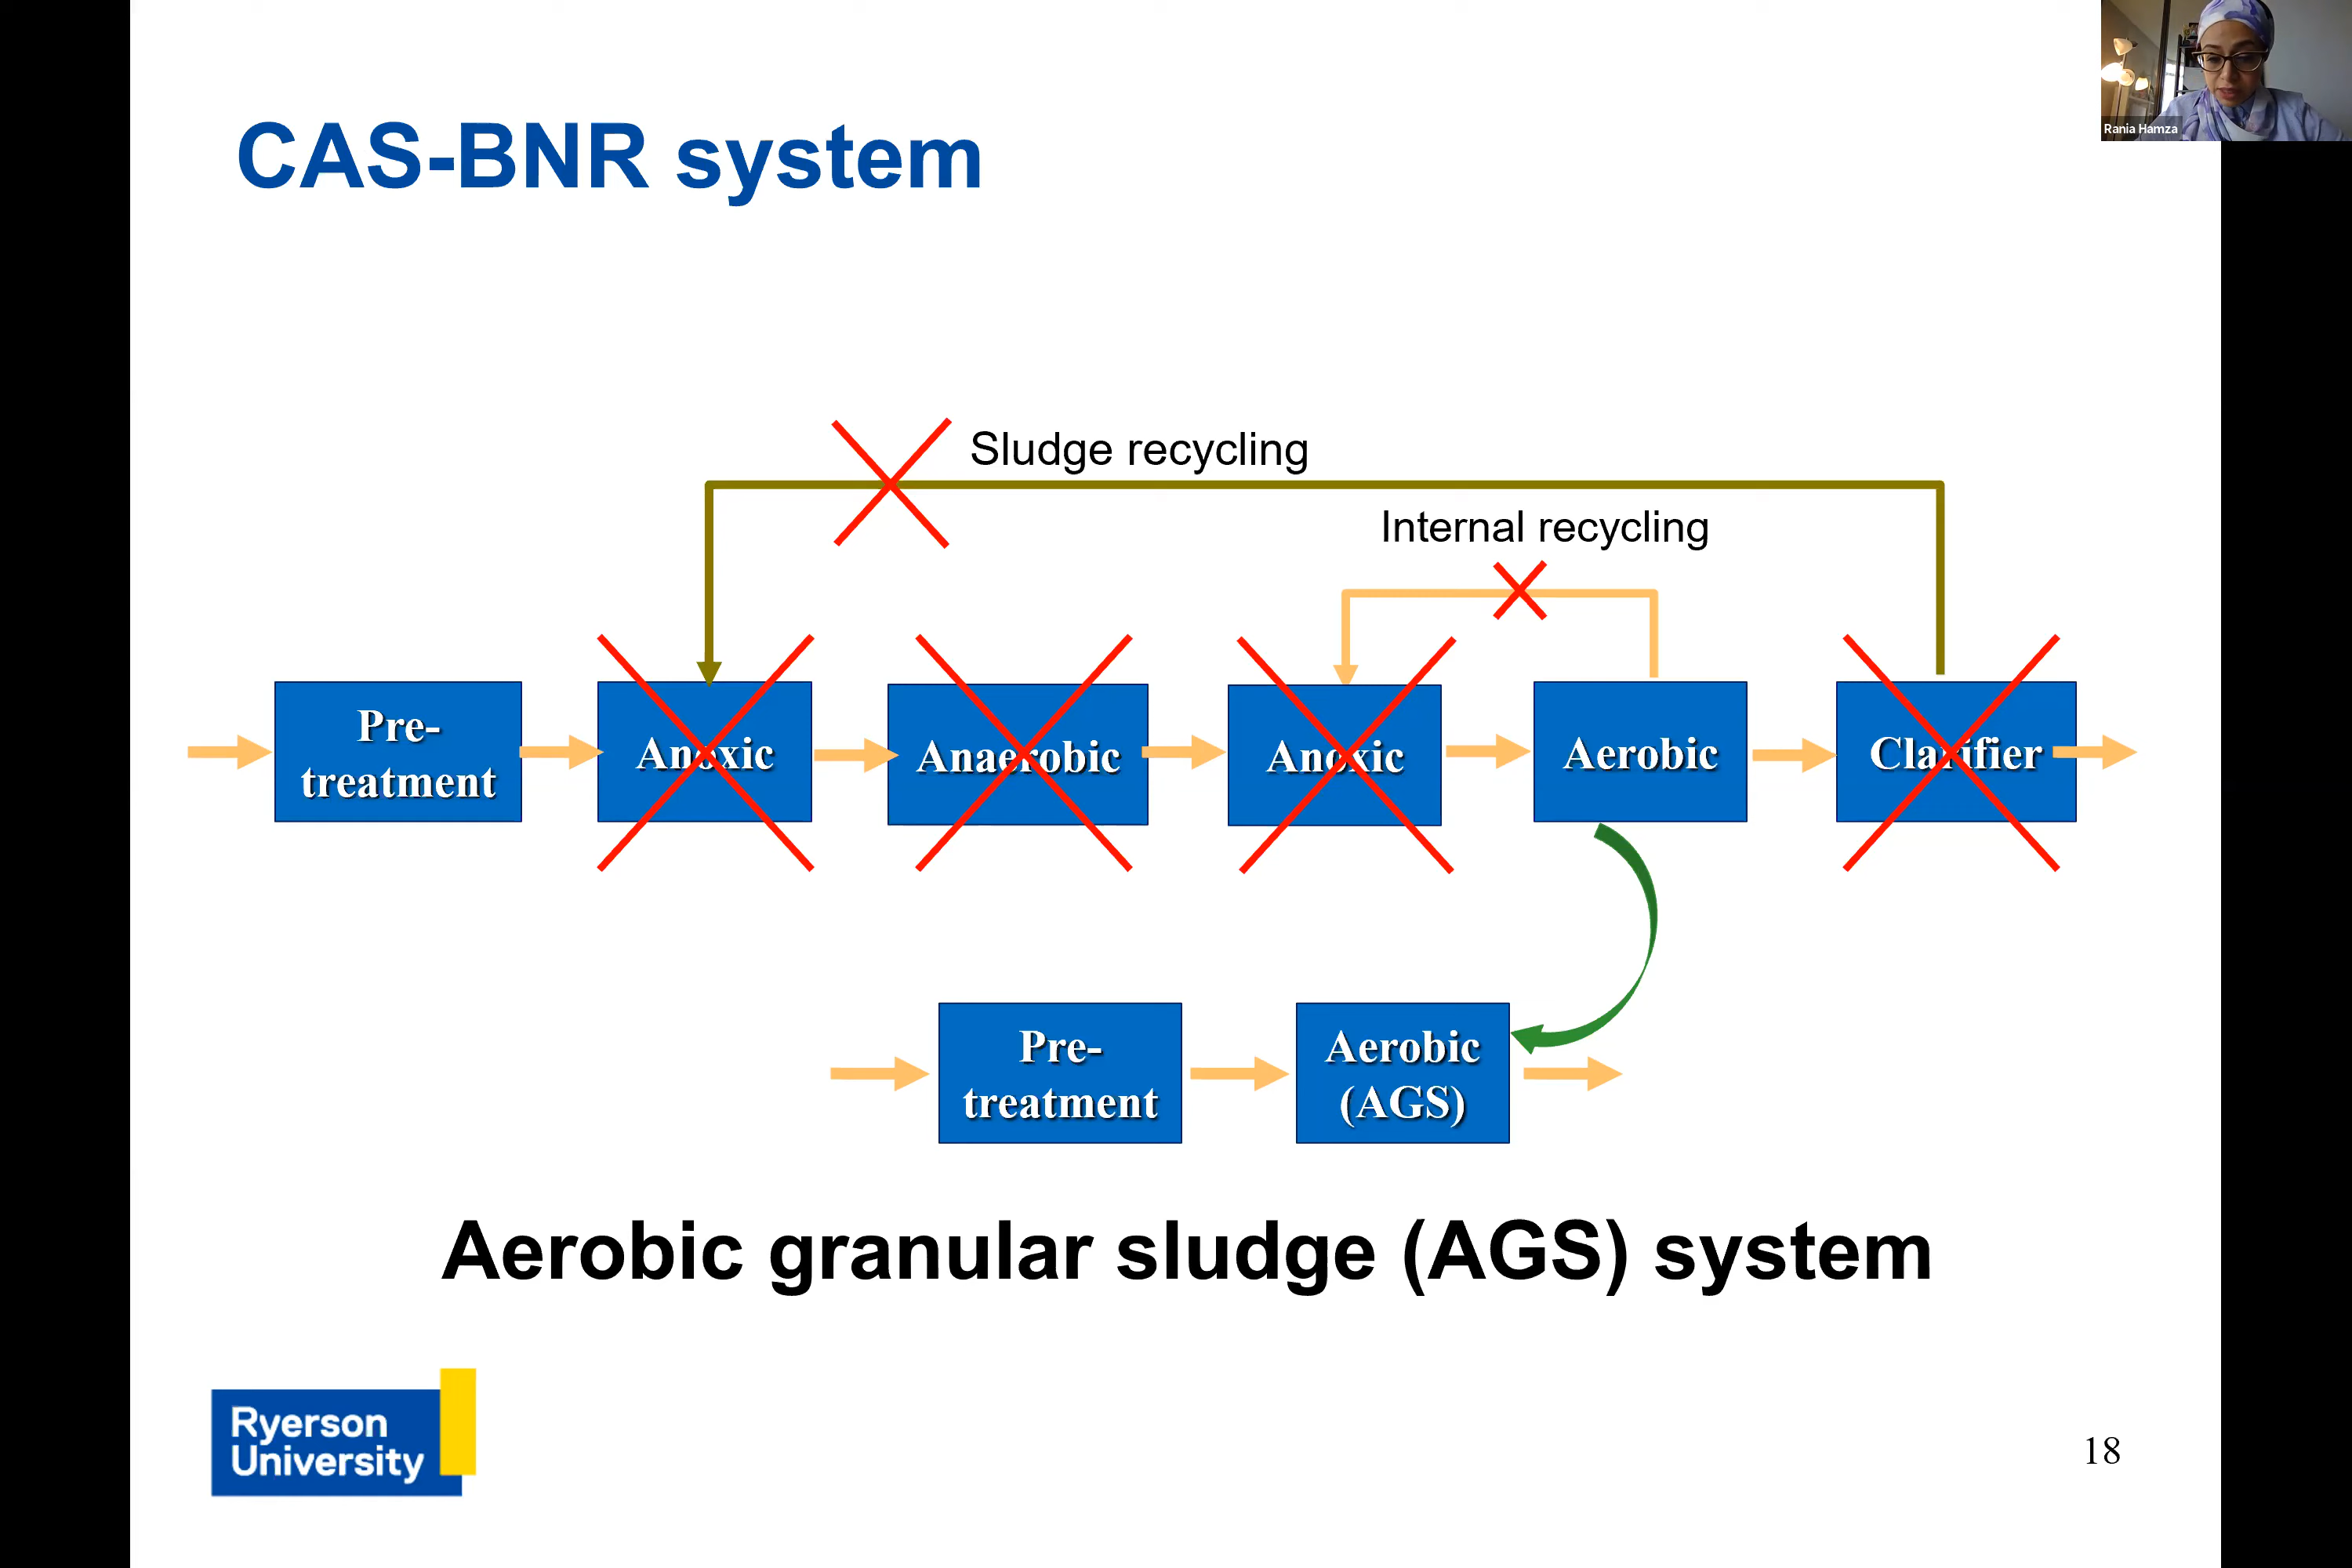 CAS-BNR system
Rania Hamza
Sludge recycling
Internal recycling
Pre-
treatment
Anoxic
Anaerobic
Anoxic
Aerobic
Clarifier
Pre-
treatment
Aerobic
(AGS)
Aerobic granular sludge (AGS) system
Ryerson
University
18